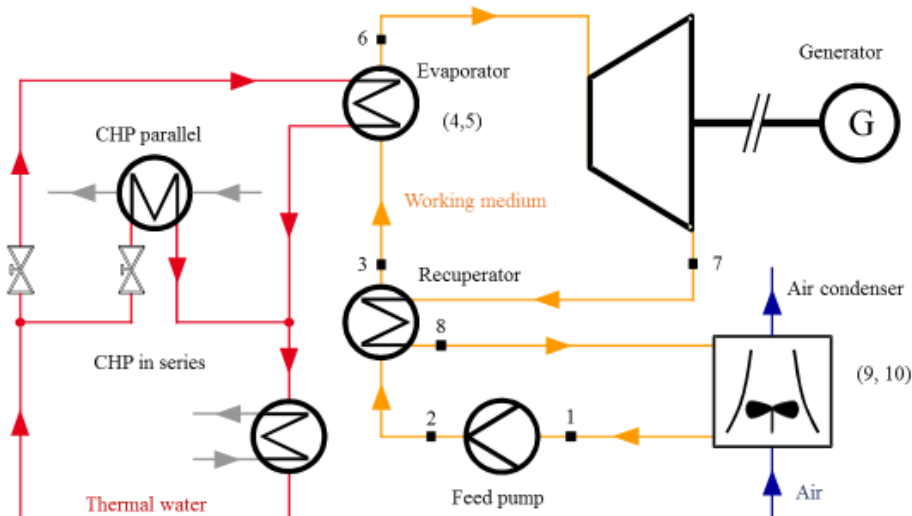 6
Evaporator
(4,5)
Generator
G
CHP parallel
Working medium
3
Recuperator
7
Air condenser
8
CHP in series
(9, 10)
2
1
Feed pump
Thermal water
Air